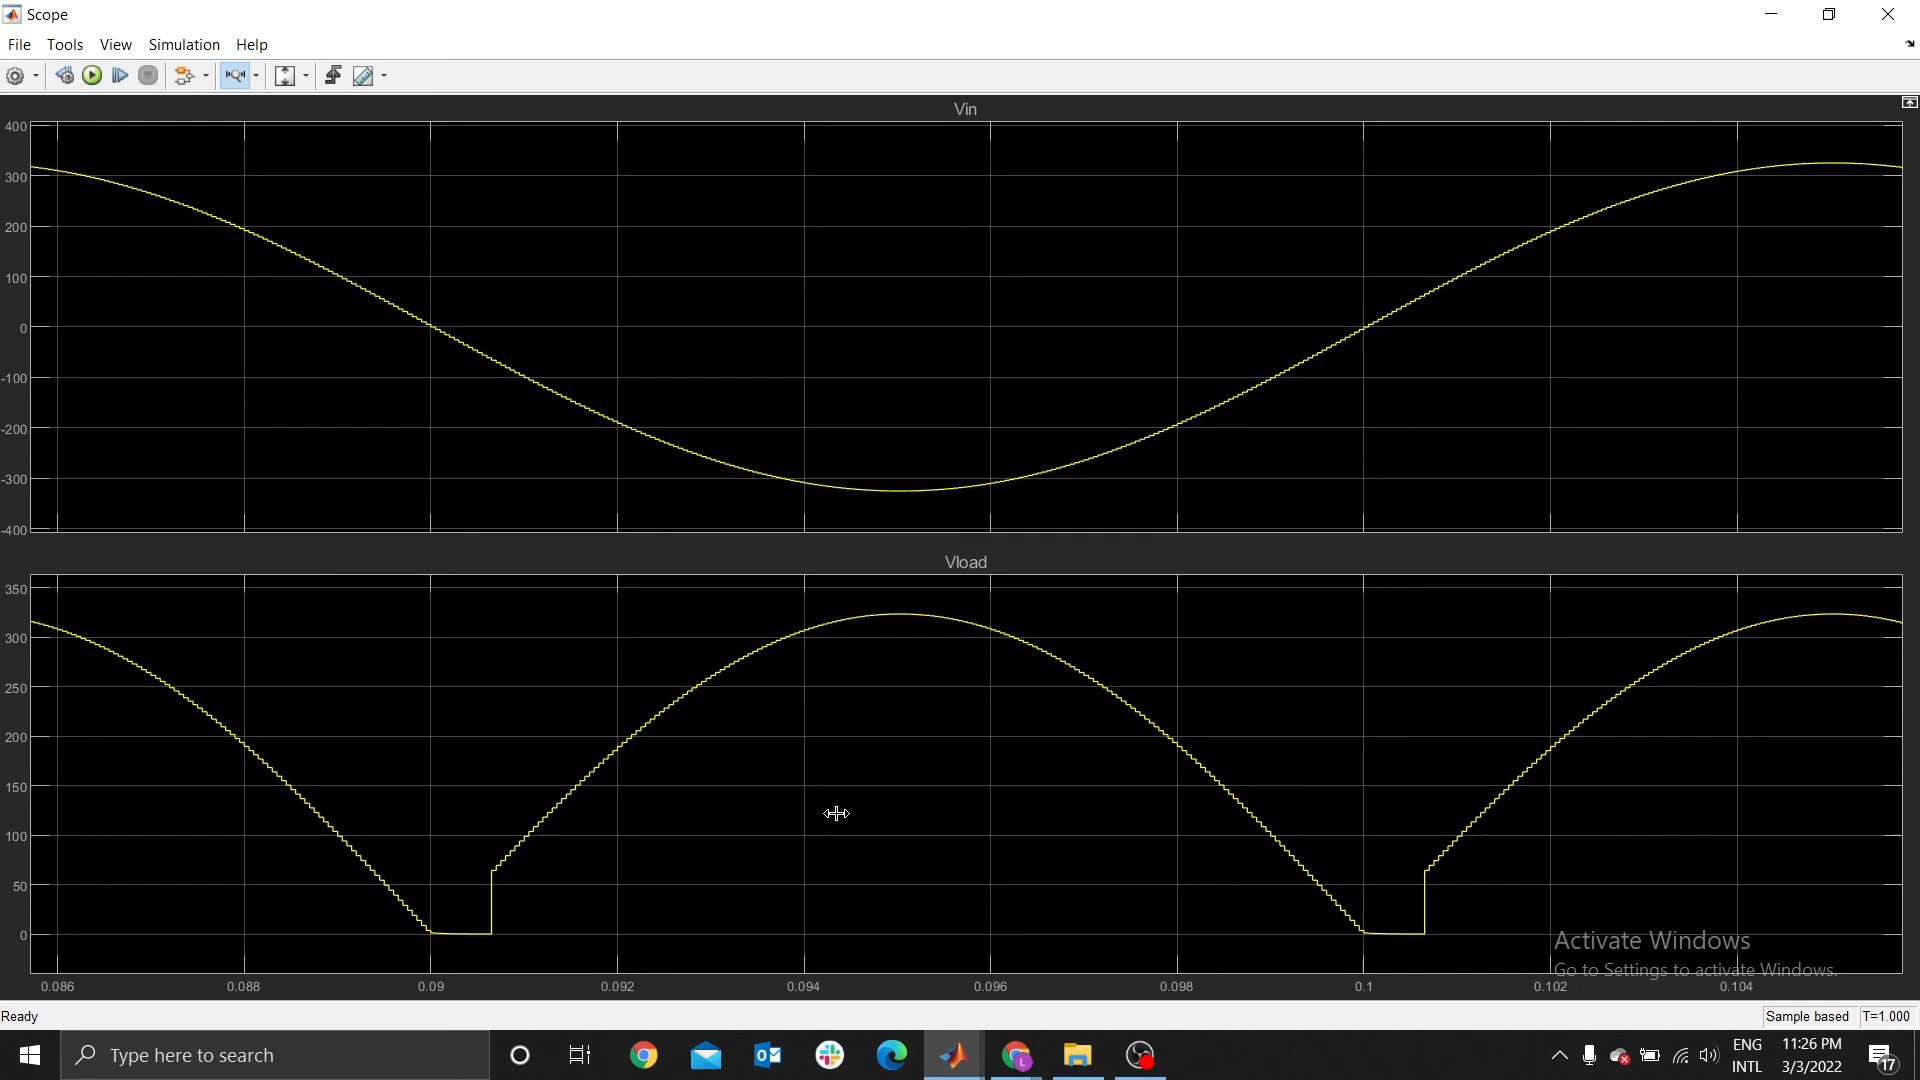 Scope
File Tools View Simulation Help
Vin
400
300
200
100
0
-100
-200
-300
-400
Vload
350
300
250
200
150
100
50
0
0.086 0.088 0.09 0.092 0.094 0.096 0.098 0.1 0.102 0.104
Activate Windows
Go to Settings to activate Windows.
Ready Sample based T=1.000
Type here to search
ENG 11:26 PM
INTL 3/3/2022
17